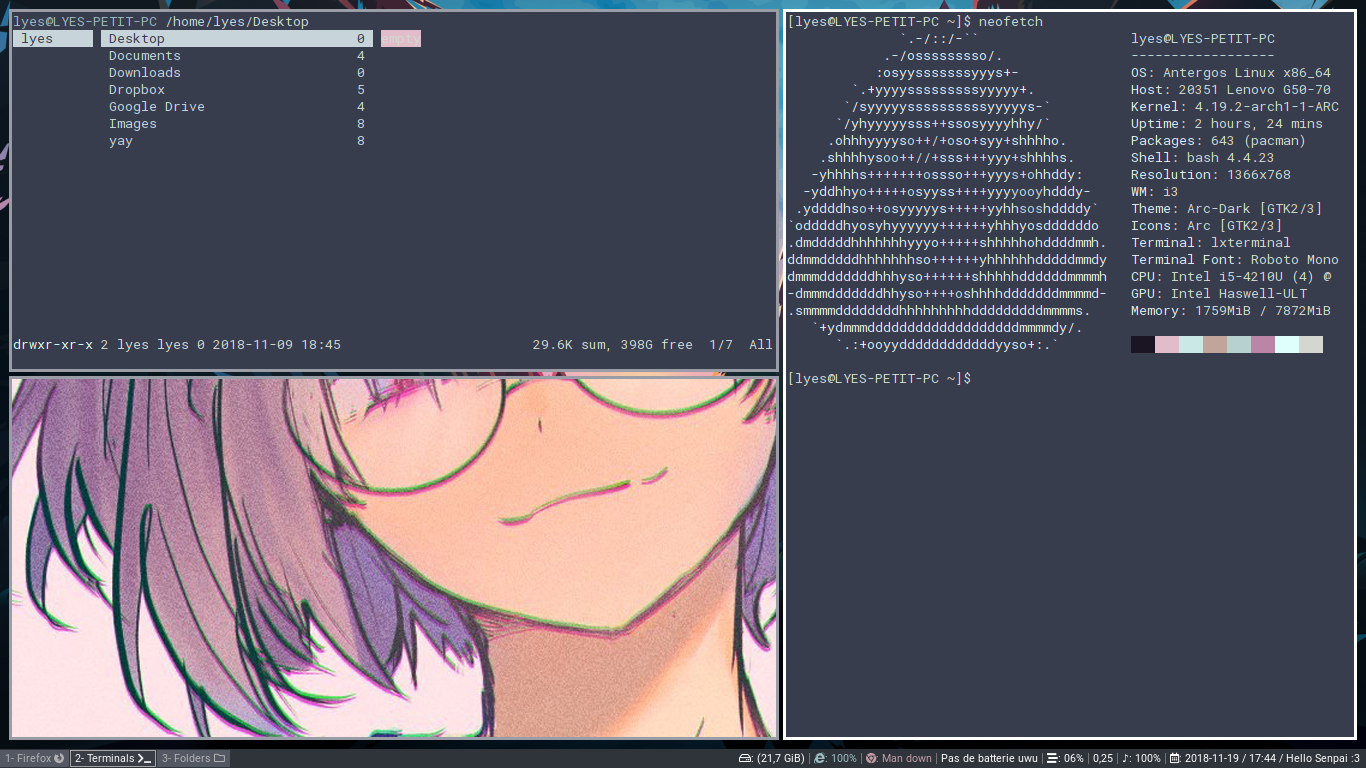 lyes@LYES-PETIT-PC /home/lyes/Desktop
lyes Desktop 0 empty
Documents 4
Downloads 0
Dropbox 5
Google Drive 4
Images 8
yay 8
drwxr-xr-x 2 lyes lyes 0 2018-11-09 18:45 29.6K sum, 398G free 1/7 All
[lyes@LYES-PETIT-PC ~]$ neofetch
`.-/::/-``
.-/osssssssso/.
:osyysssssssyyys+-
`.+yyyysssssssssyyyyy+.
`/syyyyyssssssssssyyyyys-`
`/yhyyyyysss++ssosyyyyhhy/`
.ohhhyyyyso++/+oso+syy+shhhho.
.shhhhysoo++//+sss+++yyy+shhhhs.
-yhhhhs+++++++ossso+++yyys+ohhddy:
-yddhhyo+++++osyyss++++yyyyooyhdddy-
.yddddhso++osyyyyys+++++yyhhsoshddddy`
`odddddhyosyhyyyyyy++++++yhhhyosddddddo
.dmdddddhhhhhhhyyyo+++++shhhhhohddddmmh.
ddmmdddddhhhhhhhso++++++yhhhhhhdddddmmdy
dmmmdddddddhhhyso++++++shhhhhddddddmmmmh
-dmmmdddddddhhyso++++oshhhhdddddddmmmmd-
.smmmmdddddddhhhhhhhhhdddddddddmmmms.
`+ydmmmdddddddddddddddddddmmmmdy/.
`.:+ooyyddddddddddddyyso+:.`
lyes@LYES-PETIT-PC
------------------
OS: Antergos Linux x86_64
Host: 20351 Lenovo G50-70
Kernel: 4.19.2-arch1-1-ARC
Uptime: 2 hours, 24 mins
Packages: 643 (pacman)
Shell: bash 4.4.23
Resolution: 1366x768
WM: i3
Theme: Arc-Dark [GTK2/3]
Icons: Arc [GTK2/3]
Terminal: lxterminal
Terminal Font: Roboto Mono
CPU: Intel i5-4210U (4) @
GPU: Intel Haswell-ULT
Memory: 1759MiB / 7872MiB
[lyes@LYES-PETIT-PC ~]$
1- Firefox 2- Terminals 3- Folders (21,7 GiB) | : 100% | : Man down | Pas de batterie uwu | : 06% | 0,25 | ♪: 100% | : 2018-11-19 / 17:44 / Hello Senpai :3